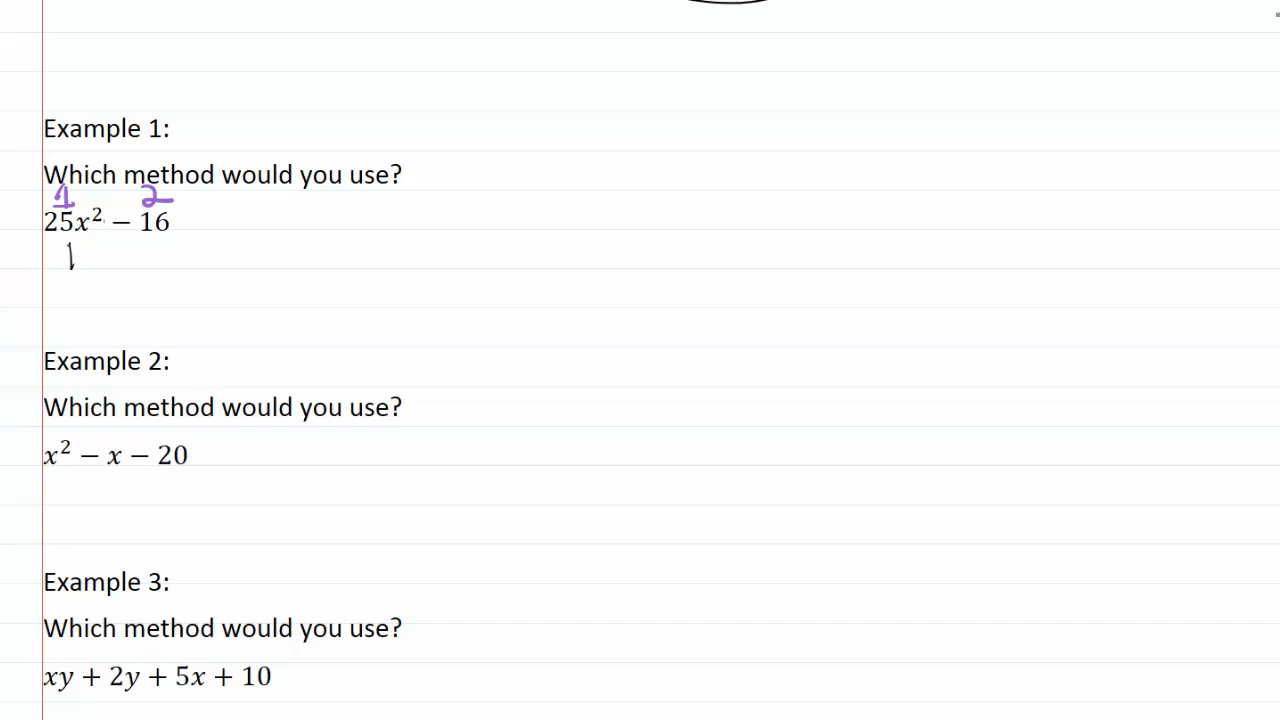 Example 1:
Which method would you use?
1 2
25x² − 16
Example 2:
Which method would you use?
x² − x − 20
Example 3:
Which method would you use?
xy + 2y + 5x + 10